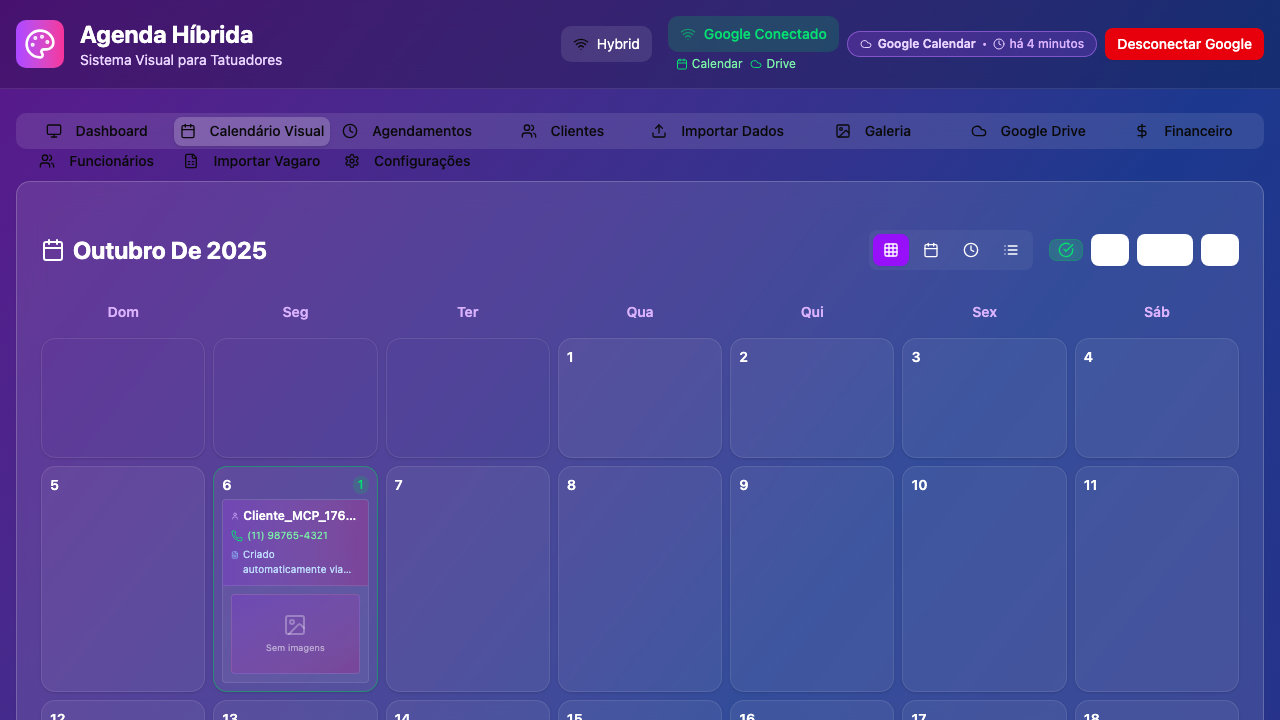 Agenda Híbrida
Sistema Visual para Tatuadores
Hybrid
Google Conectado
Calendar Drive
Google Calendar • há 4 minutos
Desconectar Google
Dashboard Calendário Visual Agendamentos Clientes Importar Dados Galeria Google Drive Financeiro
Funcionários Importar Vagaro Configurações
Outubro De 2025
Dom Seg Ter Qua Qui Sex Sáb
1 2 3 4
5 6 1 7 8 9 10 11
Cliente_MCP_176...
(11) 98765-4321
Criado
automaticamente via...
Sem imagens
12 13 14 15 16 17 18